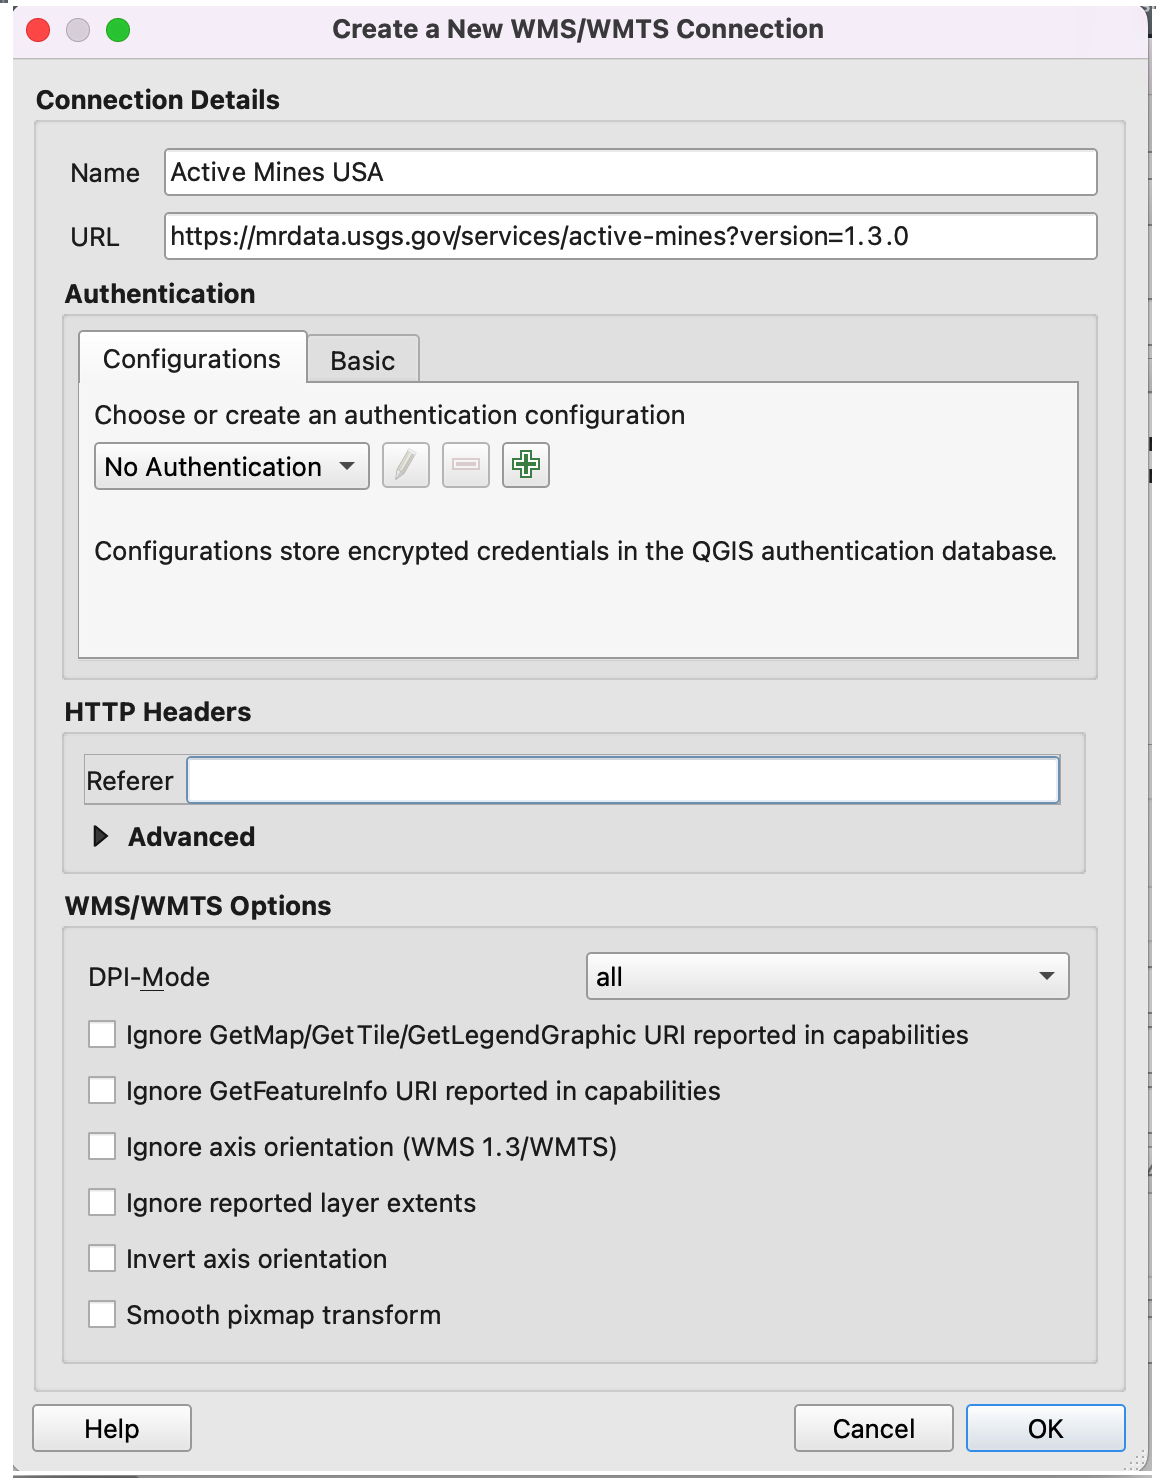 Create a New WMS/WMTS Connection
Connection Details
Name Active Mines USA
URL https://mrdata.usgs.gov/services/active-mines?version=1.3.0
Authentication
Configurations Basic
Choose or create an authentication configuration
No Authentication
Configurations store encrypted credentials in the QGIS authentication database.
HTTP Headers
Referer
Advanced
WMS/WMTS Options
DPI-Mode all
Ignore GetMap/GetTile/GetLegendGraphic URI reported in capabilities
Ignore GetFeatureInfo URI reported in capabilities
Ignore axis orientation (WMS 1.3/WMTS)
Ignore reported layer extents
Invert axis orientation
Smooth pixmap transform
Help Cancel OK